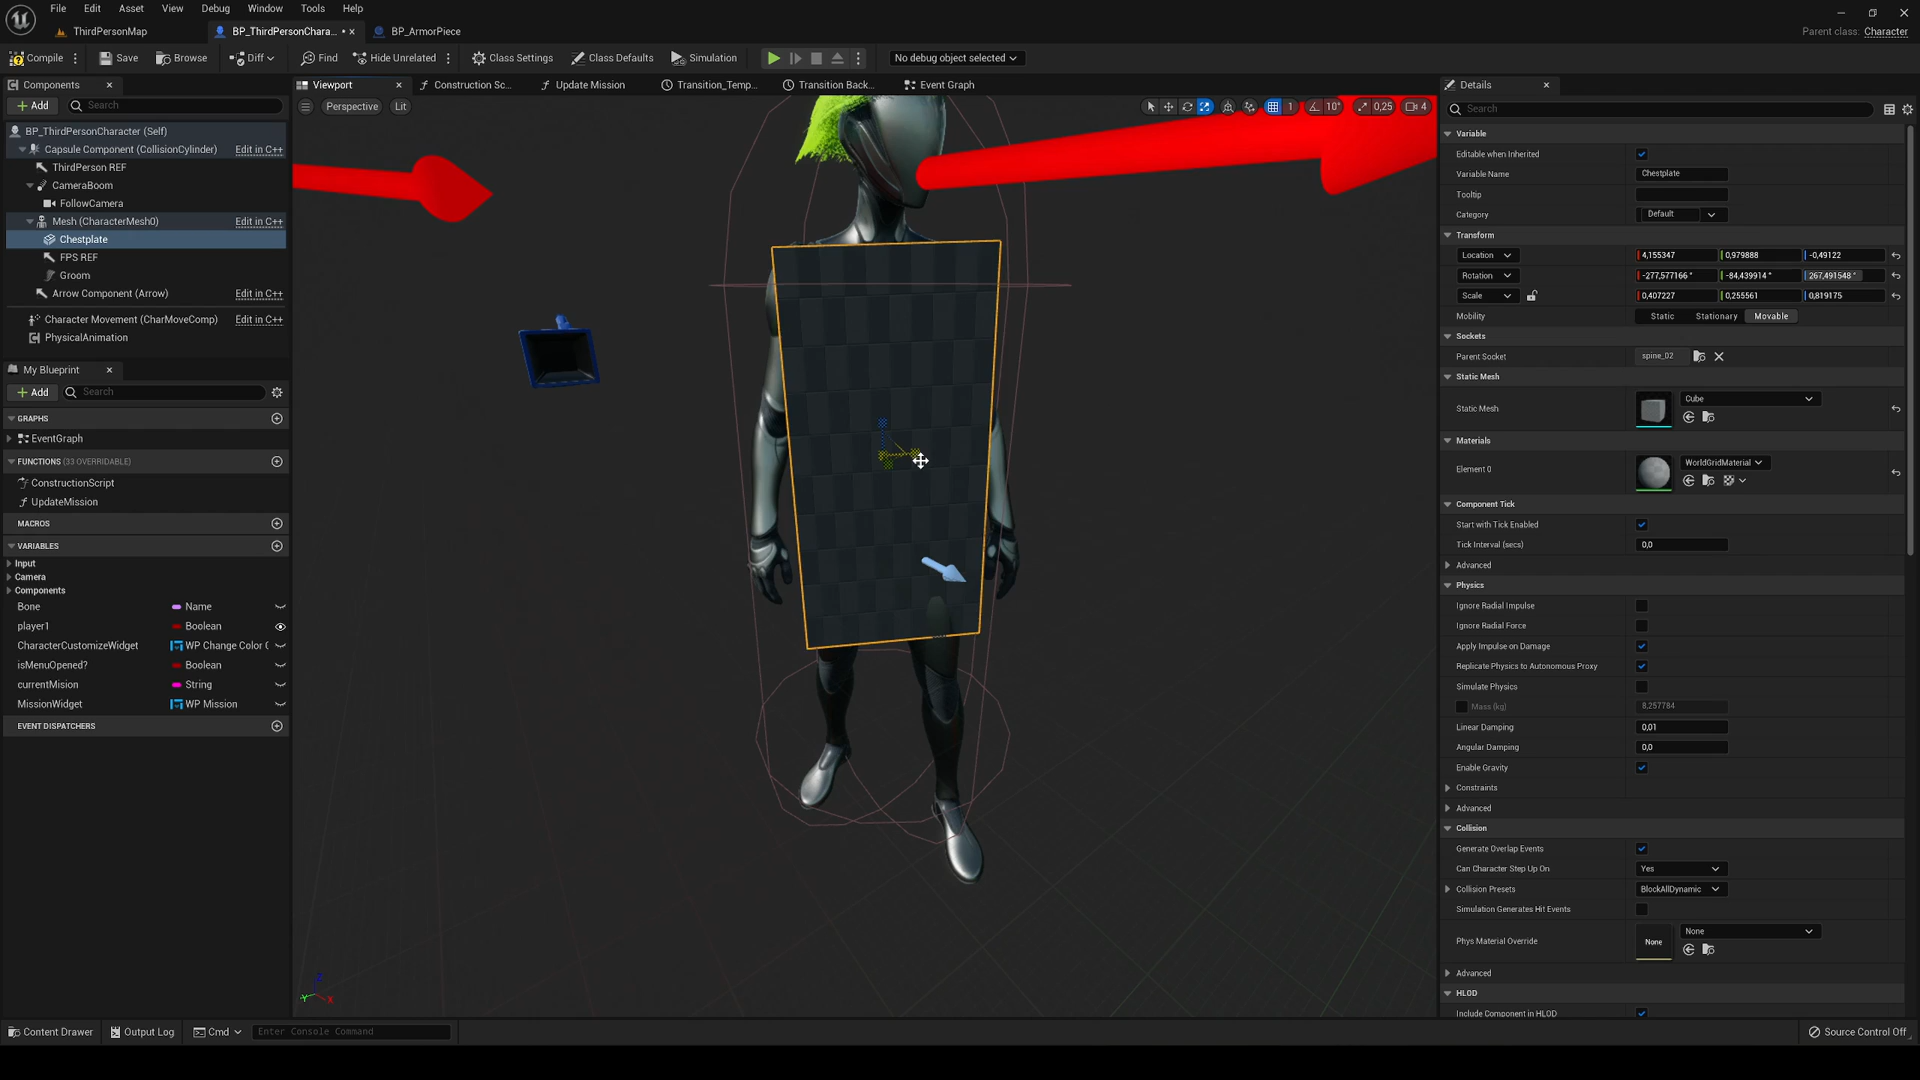 File Edit Asset View Debug Window Tools Help
ThirdPersonMap
BP_ThirdPersonChara... •
BP_ArmorPiece
Parent class: Character
Compile
Save
Browse
Diff
Find
Hide Unrelated
Class Settings
Class Defaults
Simulation
No debug object selected
Components
Add
Search
BP_ThirdPersonCharacter (Self)
Capsule Component (CollisionCylinder) Edit in C++
ThirdPerson REF
CameraBoom
FollowCamera
Mesh (CharacterMesh0) Edit in C++
Chestplate
FPS REF
Groom
Arrow Component (Arrow) Edit in C++
Character Movement (CharMoveComp) Edit in C++
PhysicalAnimation
My Blueprint
Add
Search
GRAPHS
EventGraph
FUNCTIONS (33 OVERRIDABLE)
ConstructionScript
UpdateMission
MACROS
VARIABLES
Input
Camera
Components
Bone Name
player1 Boolean
CharacterCustomizeWidget WP Change Color (
isMenuOpened? Boolean
currentMision String
MissionWidget WP Mission
EVENT DISPATCHERS
Viewport
Construction Sc...
Update Mission
Transition_Temp...
Transition Back...
Event Graph
Perspective
Lit
1
10°
0,25
4
Z
Y
X
Details
Search
Variable
Editable when Inherited
Variable Name Chestplate
Tooltip
Category Default
Transform
Location 4,155347 0,979888 -0,49122
Rotation -277,577166° -84,439914° 267,491548°
Scale 0,407227 0,255561 0,819175
Mobility Static Stationary Movable
Sockets
Parent Socket spine_02
Static Mesh
Static Mesh Cube
Materials
Element 0 WorldGridMaterial
Component Tick
Start with Tick Enabled
Tick Interval (secs) 0,0
Advanced
Physics
Ignore Radial Impulse
Ignore Radial Force
Apply Impulse on Damage
Replicate Physics to Autonomous Proxy
Simulate Physics
Mass (kg) 8,257784
Linear Damping 0,01
Angular Damping 0,0
Enable Gravity
Constraints
Advanced
Collision
Generate Overlap Events
Can Character Step Up On Yes
Collision Presets BlockAllDynamic
Simulation Generates Hit Events
Phys Material Override None None
Advanced
HLOD
Include Component in HLOD
Content Drawer
Output Log
Cmd
Enter Console Command
Source Control Off